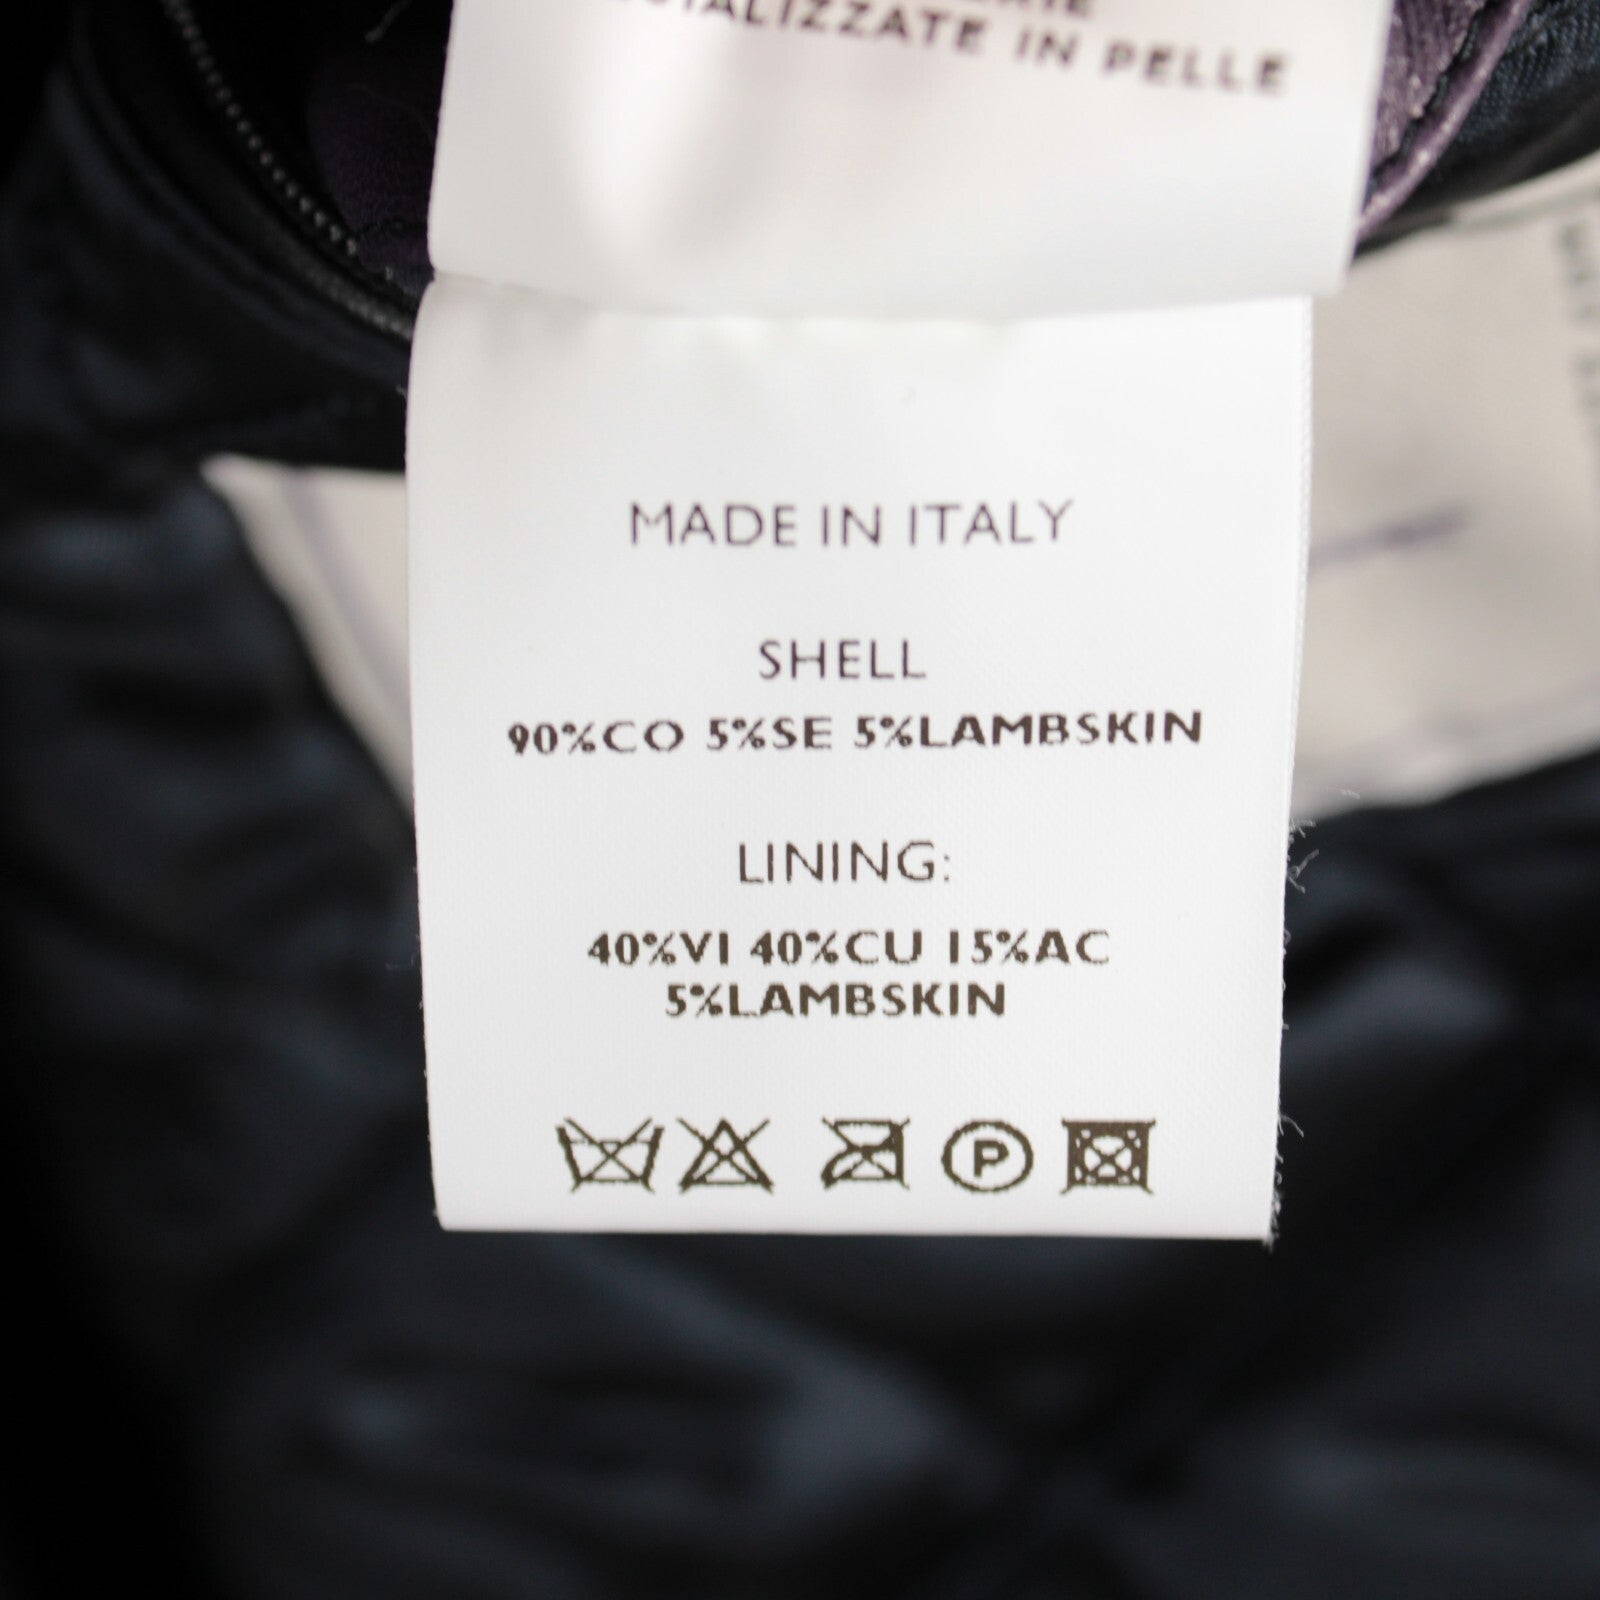 IN PELLE
MADE IN ITALY
SHELL
90%CO 5%SE 5%LAMBSKIN
LINING:
40%VI 40%CU 15%AC
5%LAMBSKIN
P